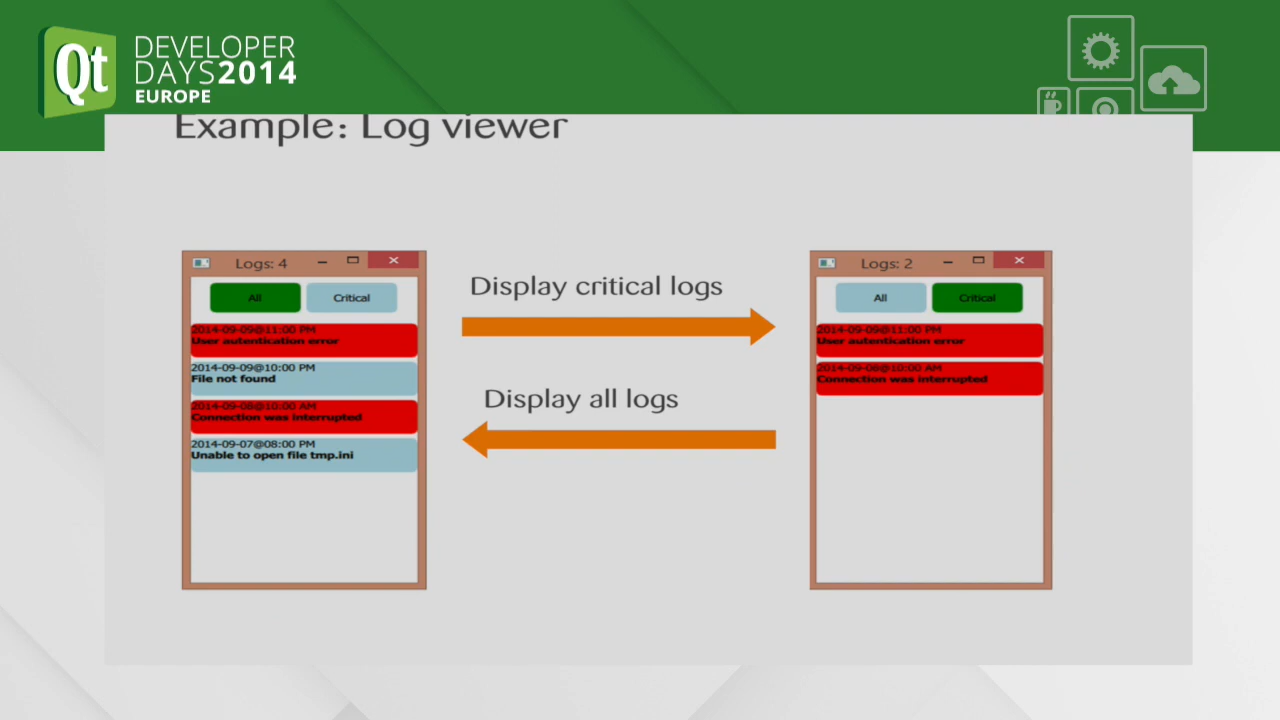 Qt
DEVELOPER
DAYS2014
EUROPE
Example: Log viewer
Logs: 4
All
Critical
2014-09-09@11:00 PM
User autentication error
2014-09-09@10:00 PM
File not found
2014-09-08@10:00 AM
Connection was interrupted
2014-09-07@08:00 PM
Unable to open file tmp.ini
Display critical logs
Display all logs
Logs: 2
All
Critical
2014-09-09@11:00 PM
User autentication error
2014-09-08@10:00 AM
Connection was interrupted